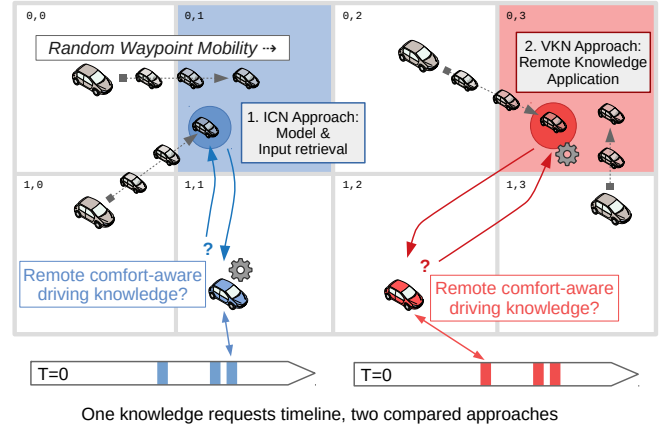 0,0
0,1
0,2
0,3
Random Waypoint Mobility ⇢
2. VKN Approach:
Remote Knowledge
Application
1. ICN Approach:
Model &
Input retrieval
1,0
1,1
1,2
1,3
?
?
Remote comfort-aware
driving knowledge?
Remote comfort-aware
driving knowledge?
T=0
T=0
One knowledge requests timeline, two compared approaches